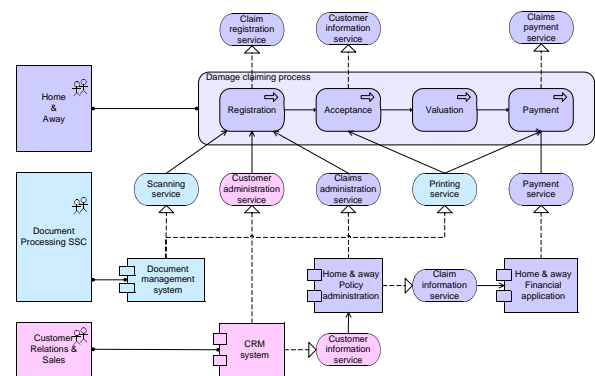 Claim
registration
service
Customer
information
service
Claims
payment
service
Damage claiming process
Home
&
Away
Registration
Acceptance
Valuation
Payment
Document
Processing SSC
Scanning
service
Customer
administration
service
Claims
administration
service
Printing
service
Payment
service
Document
management
system
Home & away
Policy
administration
Claim
information
service
Home & away
Financial
application
Customer
Relations &
Sales
CRM
system
Customer
information
service